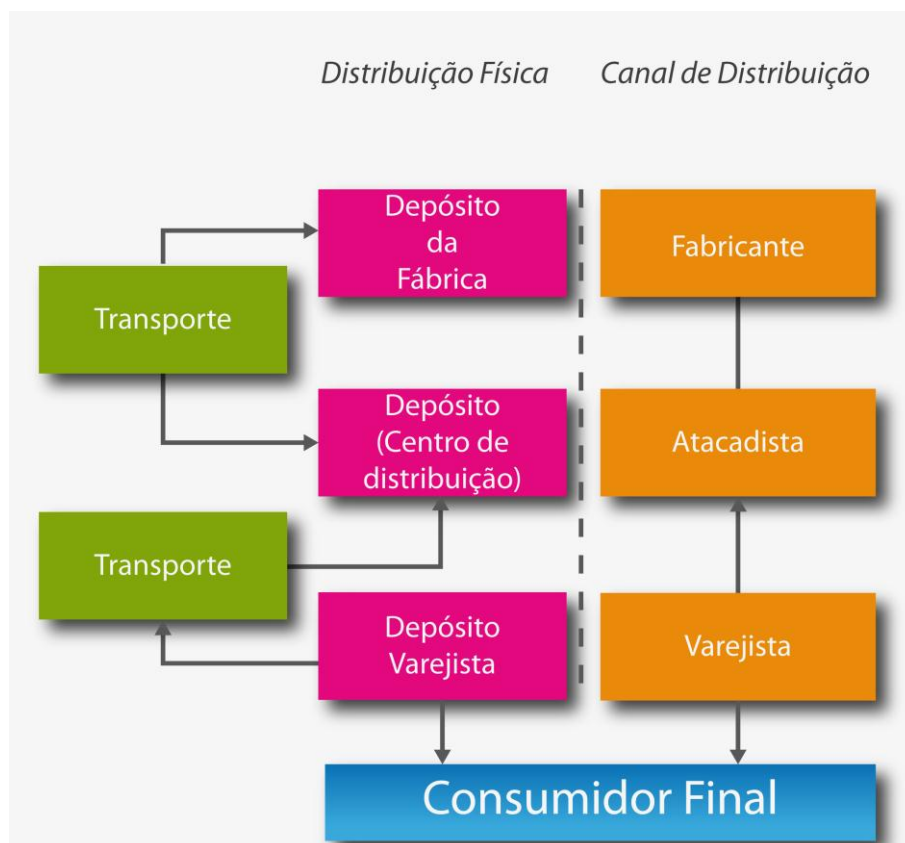 Distribuição Física
Canal de Distribuição
Depósito
da
Fábrica
Fabricante
Transporte
Depósito
(Centro de
distribuição)
Atacadista
Transporte
Depósito
Varejista
Varejista
Consumidor Final